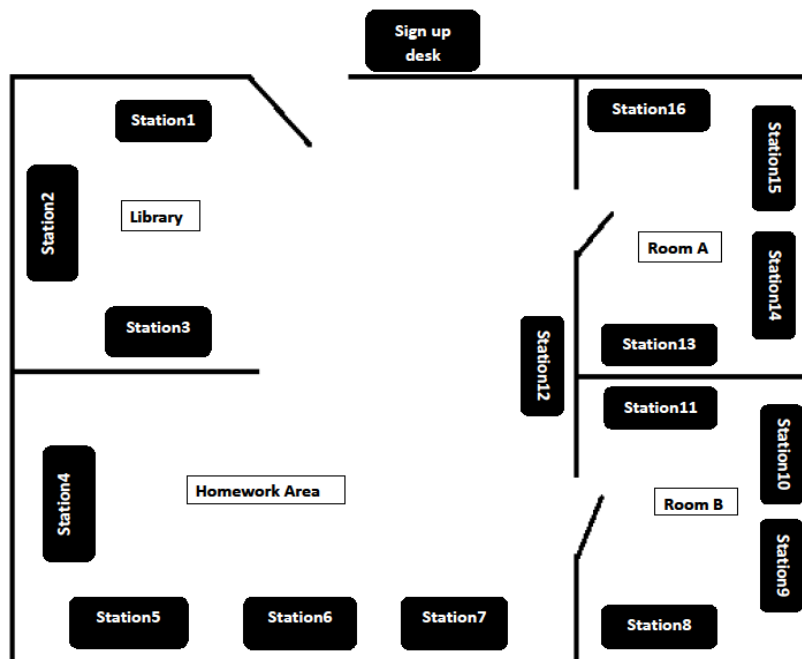 Sign up
desk
Station1
Station16
Station15
Station2
Library
Room A
Station14
Station3
Station12
Station13
Station11
Station10
Station4
Homework Area
Room B
Station9
Station5
Station6
Station7
Station8